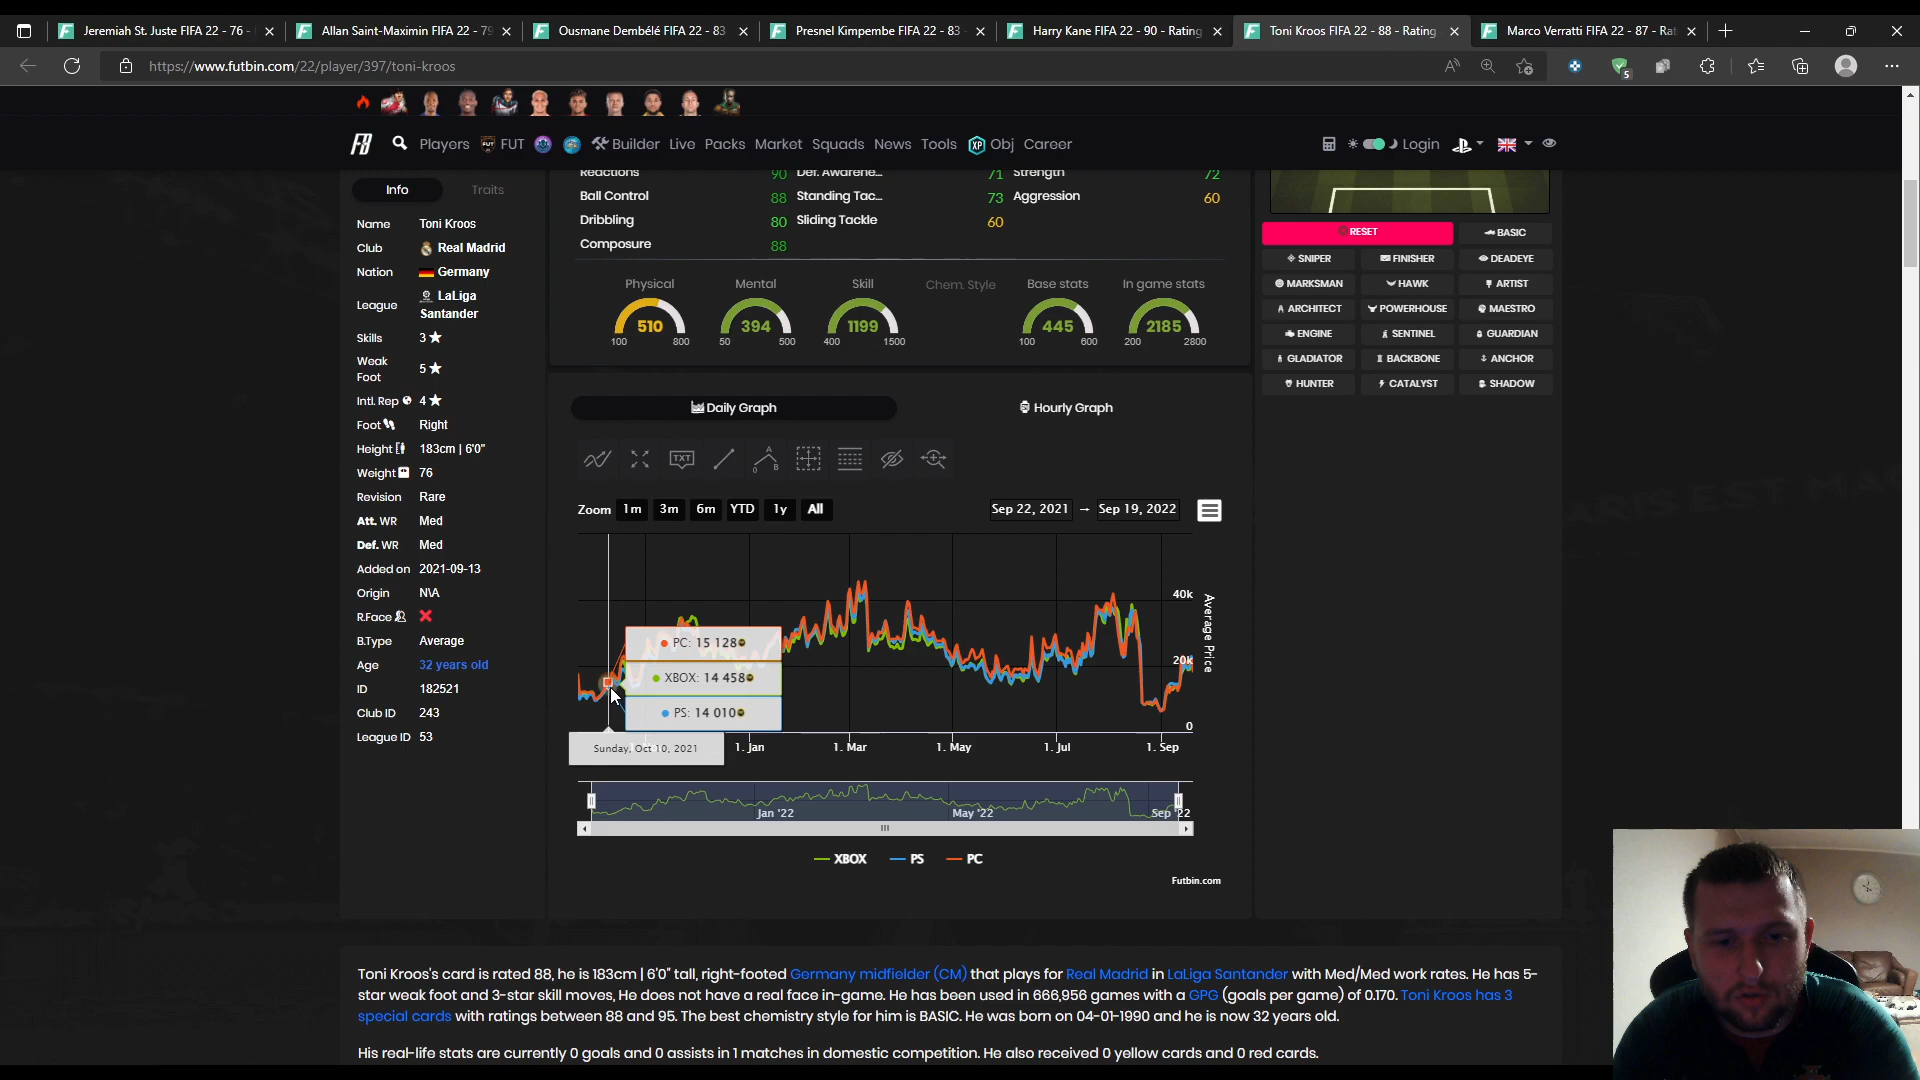 Jeremiah St. Juste FIFA 22 - 76 -
Allan Saint-Maximin FIFA 22 - 79
Ousmane Dembélé FIFA 22 - 83
Presnel Kimpembe FIFA 22 - 83 -
Harry Kane FIFA 22 - 90 - Rating
Toni Kroos FIFA 22 - 88 - Rating
Marco Verratti FIFA 22 - 87 - Rat
https://www.futbin.com/22/player/397/toni-kroos
5
Players FUT Builder Live Packs Market Squads News Tools XP Obj Career Login
Info Traits
Name Toni Kroos
Club Real Madrid
Nation Germany
League LaLiga Santander
Skills 3
Weak Foot 5
Intl. Rep 4
Foot Right
Height 183cm | 6'0"
Weight 76
Revision Rare
Att. WR Med
Def. WR Med
Added on 2021-09-13
Origin N\A
R.Face
B.Type Average
Age 32 years old
ID 182521
Club ID 243
League ID 53
Reactions 90 Def. Awarene... 71 Strength 72
Ball Control 88 Standing Tac... 73 Aggression 60
Dribbling 80 Sliding Tackle 60
Composure 88
Physical Mental Skill Chem. Style Base stats In game stats
510 394 1199 445 2185
100 800 50 500 400 1500 100 600 200 2800
RESET BASIC
SNIPER FINISHER DEADEYE
MARKSMAN HAWK ARTIST
ARCHITECT POWERHOUSE MAESTRO
ENGINE SENTINEL GUARDIAN
GLADIATOR BACKBONE ANCHOR
HUNTER CATALYST SHADOW
Daily Graph Hourly Graph
TXT
Zoom 1m 3m 6m YTD 1y All Sep 22, 2021 → Sep 19, 2022
40k
20k
0
Average Price
PC: 15 128
XBOX: 14 458
PS: 14 010
Sunday, Oct 10, 2021
1. Jan 1. Mar 1. May 1. Jul 1. Sep
Jan '22 May '22 Sep '22
XBOX PS PC
Futbin.com
Toni Kroos's card is rated 88, he is 183cm | 6'0" tall, right-footed Germany midfielder (CM) that plays for Real Madrid in LaLiga Santander with Med/Med work rates. He has 5-
star weak foot and 3-star skill moves, He does not have a real face in-game. He has been used in 666,956 games with a GPG (goals per game) of 0.170. Toni Kroos has 3
special cards with ratings between 88 and 95. The best chemistry style for him is BASIC. He was born on 04-01-1990 and he is now 32 years old.
His real-life stats are currently 0 goals and 0 assists in 1 matches in domestic competition. He also received 0 yellow cards and 0 red cards.